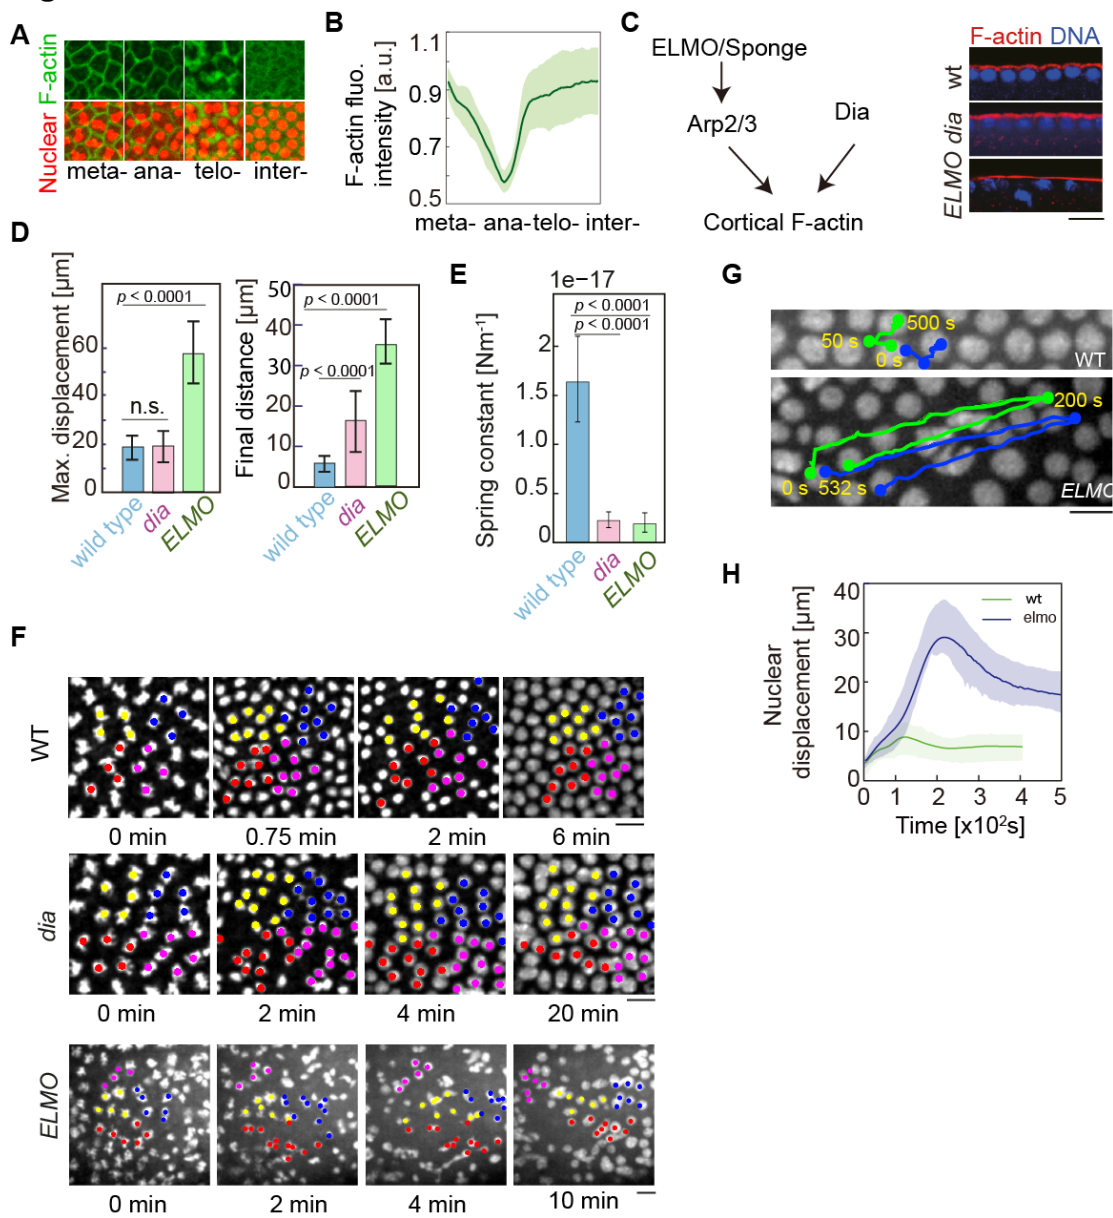 A
Nuclear F-actin
meta- ana- telo- inter-
B
F-actin fluo.
intensity [a.u.]
1.1
0.9
0.7
0.5
meta- ana- telo- inter-
C
ELMO/Sponge
Arp2/3
Dia
Cortical F-actin
F-actin DNA
wt
dia
ELMO
D
Max. displacement [µm]
60
40
20
0
p < 0.0001
n.s.
wild type
dia
ELMO
Final distance [µm]
50
40
30
20
10
0
p < 0.0001
p < 0.0001
wild type
dia
ELMO
E
1e−17
Spring constant [Nm-1]
2
1.5
1.0
0.5
0
p < 0.0001
p < 0.0001
wild type
dia
ELMO
G
500 s
50 s
0 s
WT
200 s
0 s
532 s
ELMO
H
Nuclear
displacement [µm]
40
30
20
10
0
wt
elmo
0 1 2 3 4 5
Time [x10²s]
F
WT
0 min 0.75 min 2 min 6 min
dia
0 min 2 min 4 min 20 min
ELMO
0 min 2 min 4 min 10 min